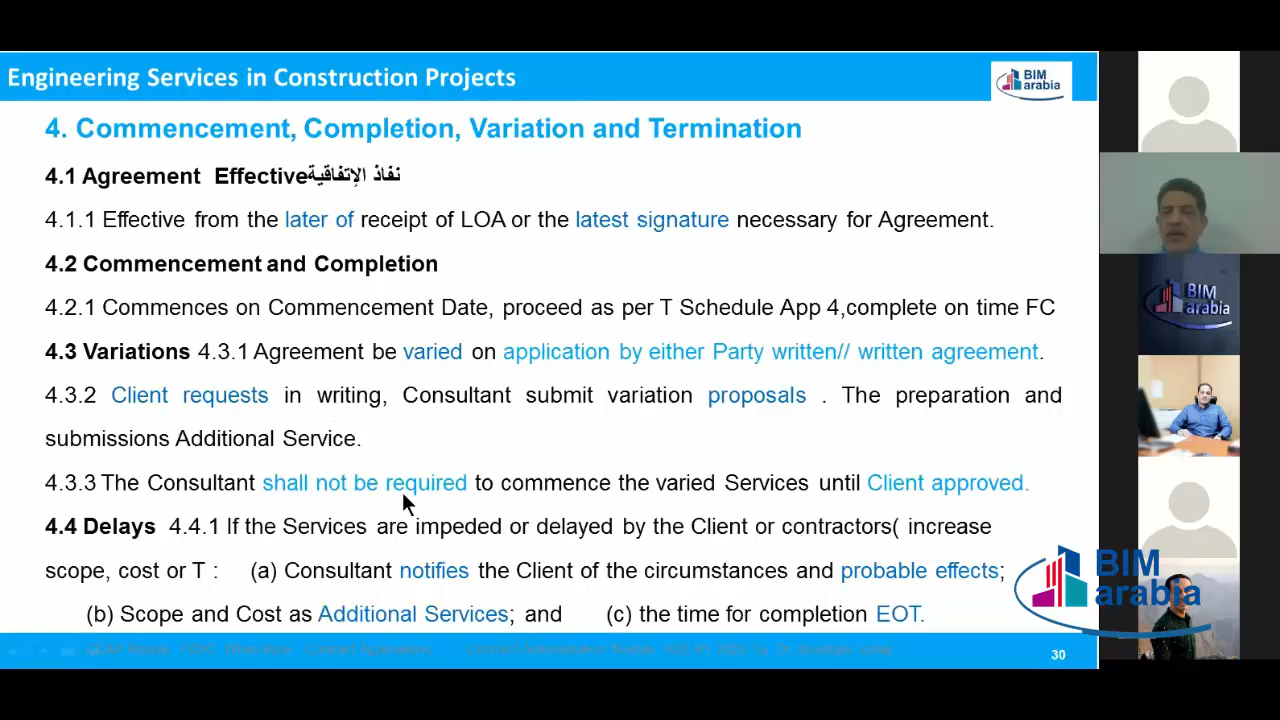 Engineering Services in Construction Projects
BIM
arabia
4. Commencement, Completion, Variation and Termination
4.1 Agreement Effective نفاذ الإتفاقية
4.1.1 Effective from the later of receipt of LOA or the latest signature necessary for Agreement.
4.2 Commencement and Completion
4.2.1 Commences on Commencement Date, proceed as per T Schedule App 4,complete on time FC
4.3 Variations 4.3.1 Agreement be varied on application by either Party written// written agreement.
4.3.2 Client requests in writing, Consultant submit variation proposals . The preparation and
submissions Additional Service.
4.3.3 The Consultant shall not be required to commence the varied Services until Client approved.
4.4 Delays 4.4.1 If the Services are impeded or delayed by the Client or contractors( increase
scope, cost or T : (a) Consultant notifies the Client of the circumstances and probable effects;
(b) Scope and Cost as Additional Services; and (c) the time for completion EOT.
30
BIM
arabia
BIM
arabia